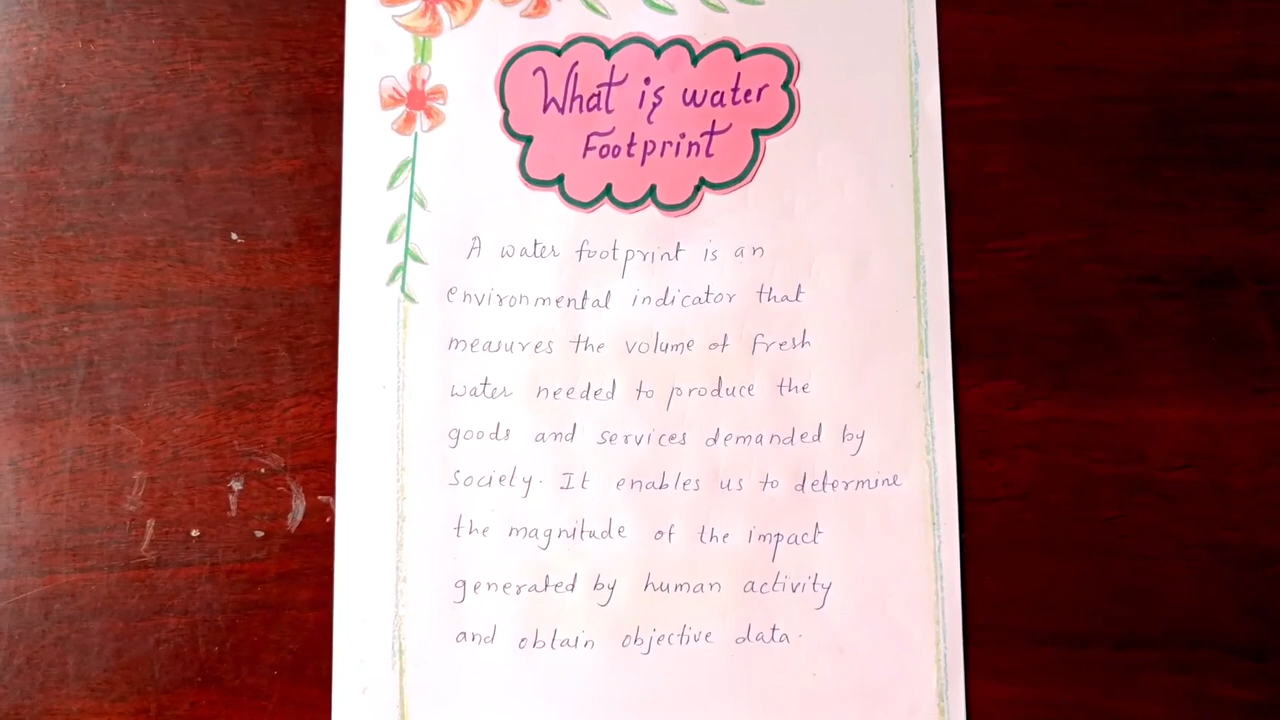 What is water
Footprint
A water footprint is an
environmental indicator that
measures the volume of fresh
water needed to produce the
goods and services demanded by
society. It enables us to determine
the magnitude of the impact
generated by human activity
and obtain objective data.